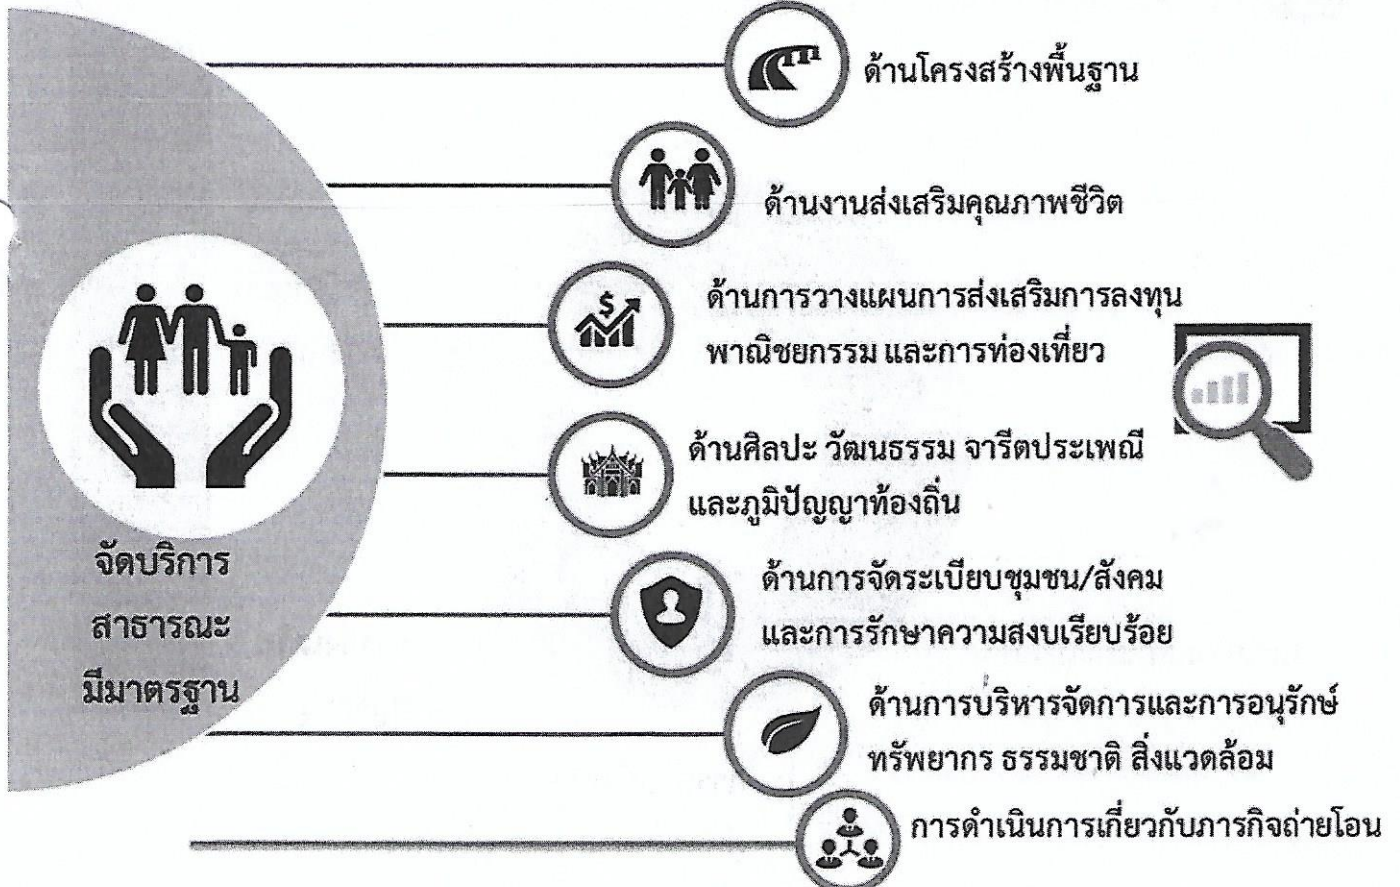 ด้านโครงสร้างพื้นฐาน
ด้านงานส่งเสริมคุณภาพชีวิต
ด้านการวางแผนการส่งเสริมการลงทุน
พาณิชยกรรม และการท่องเที่ยว
ด้านศิลปะ วัฒนธรรม จารีตประเพณี
และภูมิปัญญาท้องถิ่น
จัดบริการ
สาธารณะ
มีมาตรฐาน
ด้านการจัดระเบียบชุมชน/สังคม
และการรักษาความสงบเรียบร้อย
ด้านการบริหารจัดการและการอนุรักษ์
ทรัพยากร ธรรมชาติ สิ่งแวดล้อม
การดำเนินการเกี่ยวกับภารกิจถ่ายโอน